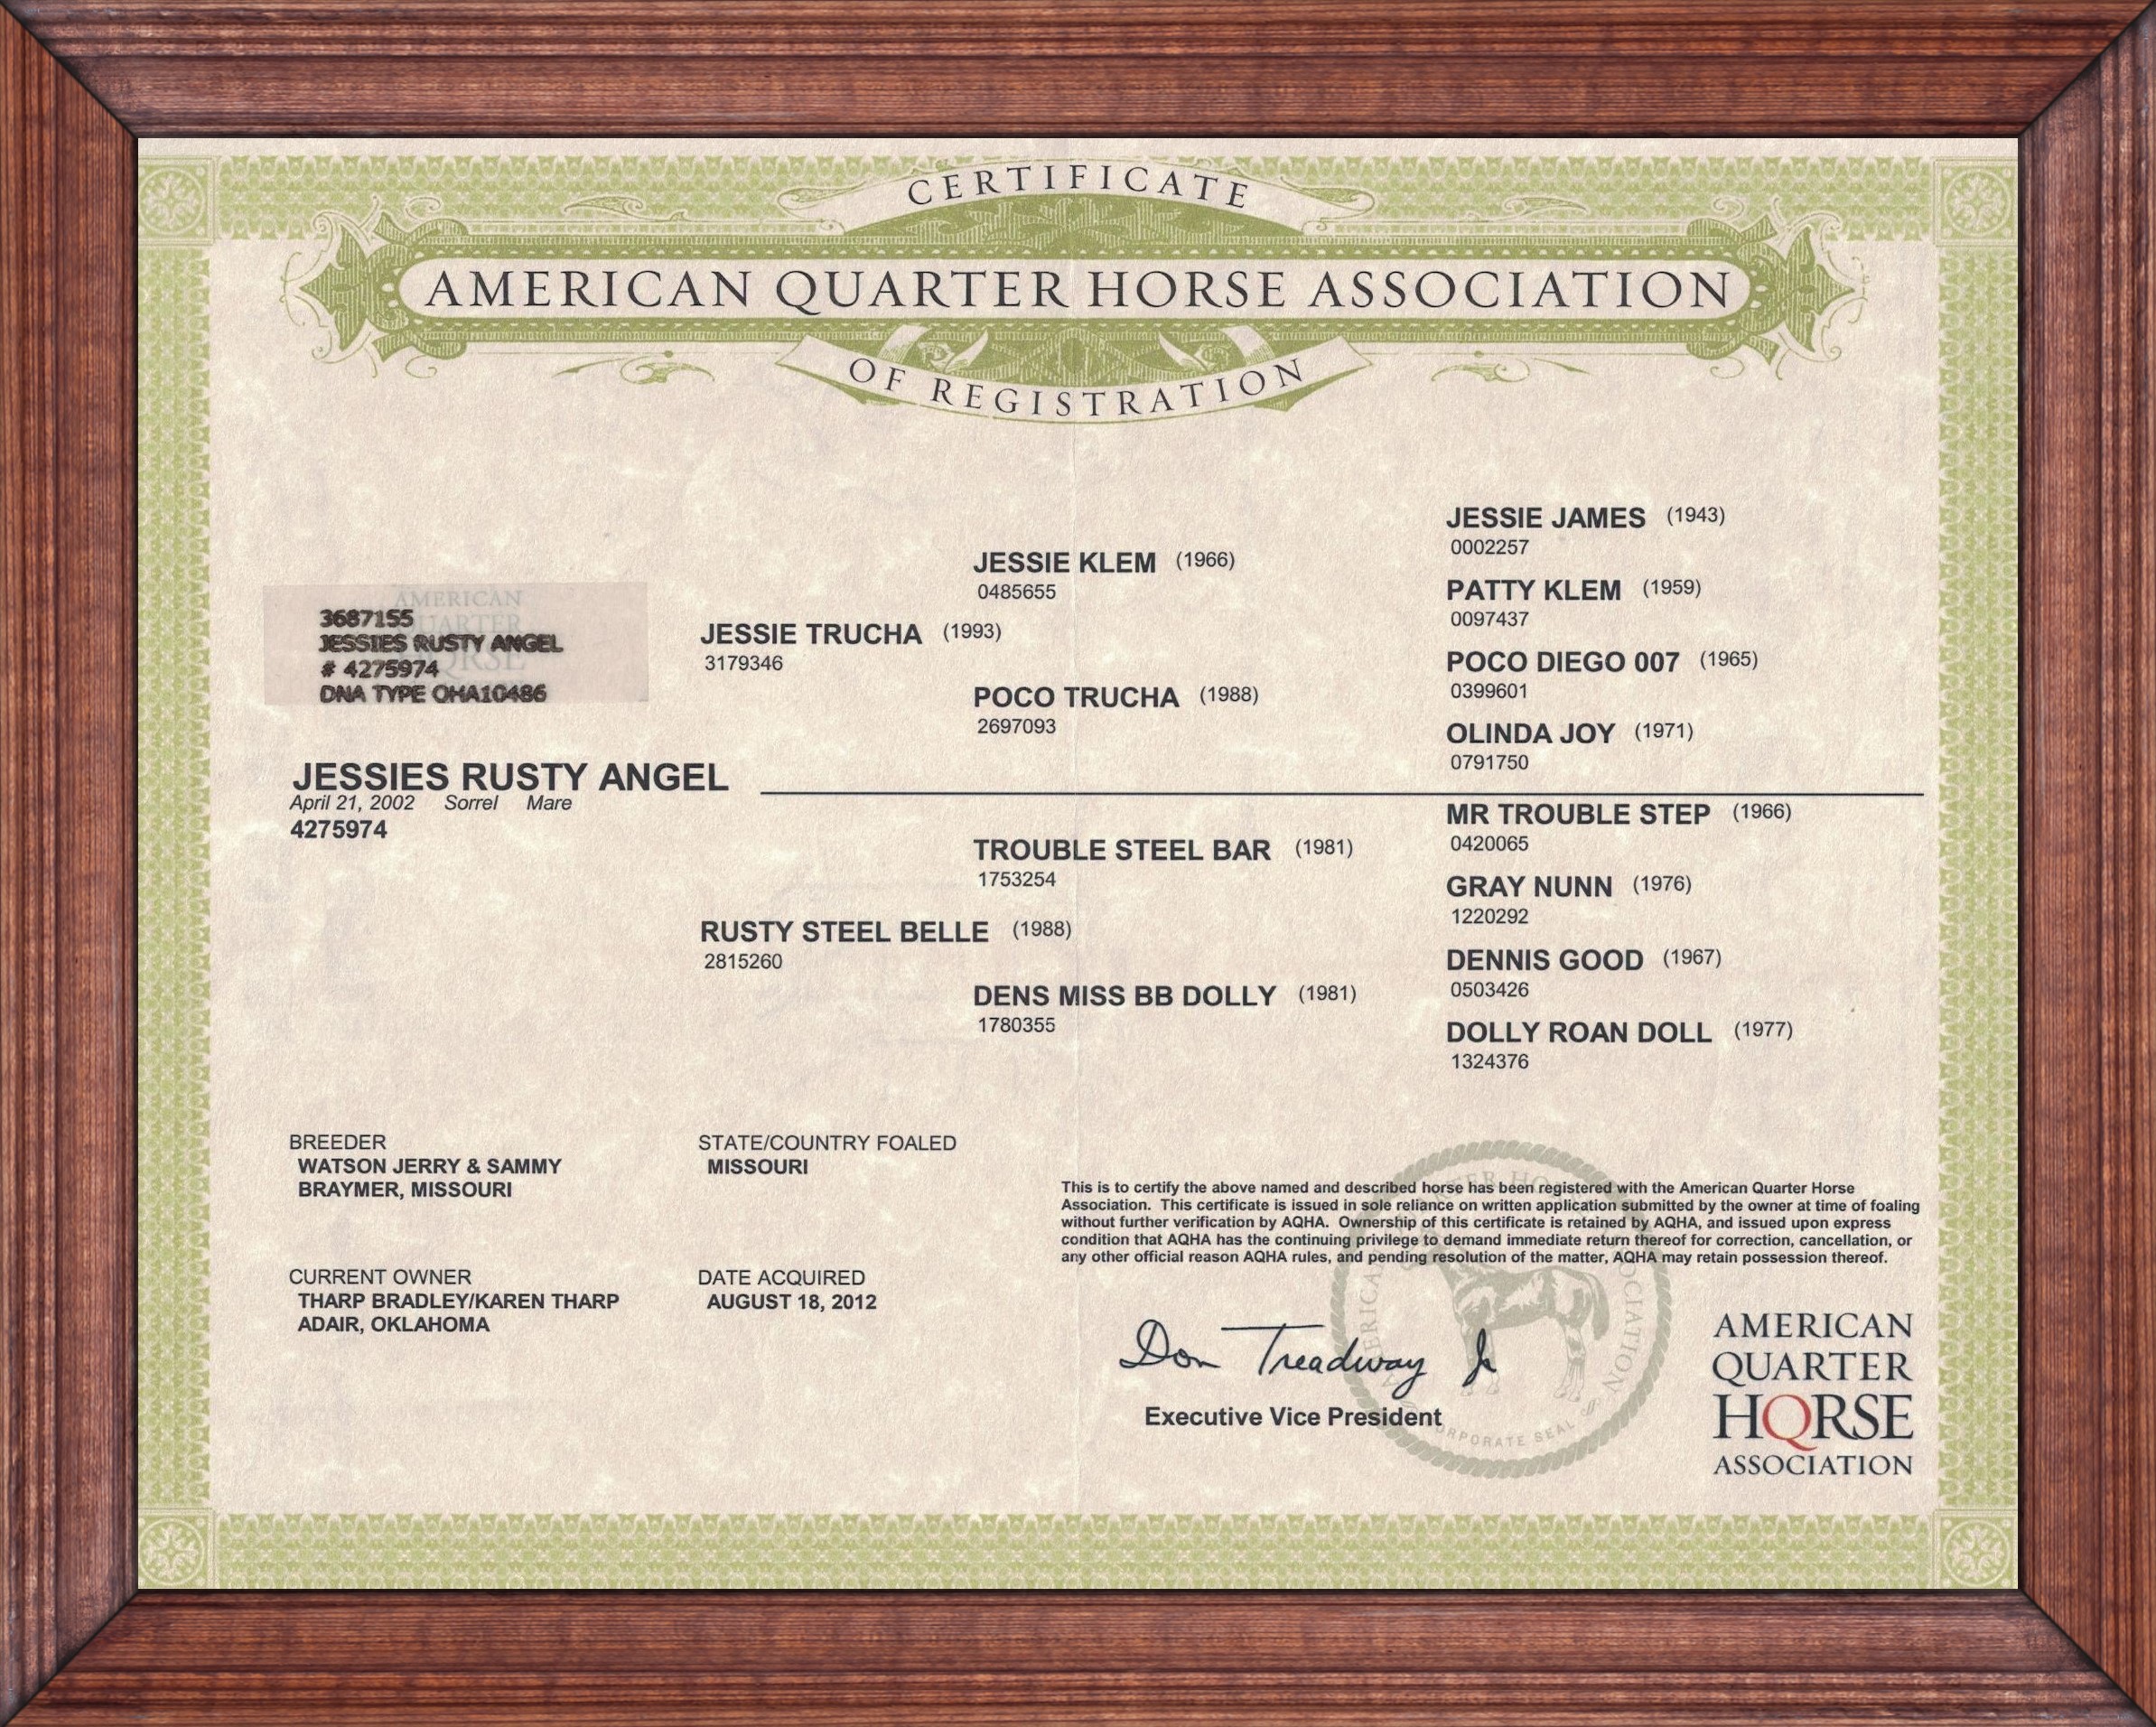 CERTIFICATE
AMERICAN QUARTER HORSE ASSOCIATION
OF REGISTRATION
AMERICAN
QUARTER
HORSE
3687155
JESSIES RUSTY ANGEL
# 4275974
DNA TYPE OHA10486
JESSIES RUSTY ANGEL
April 21, 2002 Sorrel Mare
4275974
JESSIE TRUCHA (1993)
3179346
JESSIE KLEM (1966)
0485655
POCO TRUCHA (1988)
2697093
JESSIE JAMES (1943)
0002257
PATTY KLEM (1959)
0097437
POCO DIEGO 007 (1965)
0399601
OLINDA JOY (1971)
0791750
RUSTY STEEL BELLE (1988)
2815260
TROUBLE STEEL BAR (1981)
1753254
DENS MISS BB DOLLY (1981)
1780355
MR TROUBLE STEP (1966)
0420065
GRAY NUNN (1976)
1220292
DENNIS GOOD (1967)
0503426
DOLLY ROAN DOLL (1977)
1324376
BREEDER
WATSON JERRY & SAMMY
BRAYMER, MISSOURI
STATE/COUNTRY FOALED
MISSOURI
CURRENT OWNER
THARP BRADLEY/KAREN THARP
ADAIR, OKLAHOMA
DATE ACQUIRED
AUGUST 18, 2012
This is to certify the above named and described horse has been registered with the American Quarter Horse
Association. This certificate is issued in sole reliance on written application submitted by the owner at time of foaling
without further verification by AQHA. Ownership of this certificate is retained by AQHA, and issued upon express
condition that AQHA has the continuing privilege to demand immediate return thereof for correction, cancellation, or
any other official reason AQHA rules, and pending resolution of the matter, AQHA may retain possession thereof.
Don Treadway Jr
Executive Vice President
AMERICAN
QUARTER
HORSE
ASSOCIATION